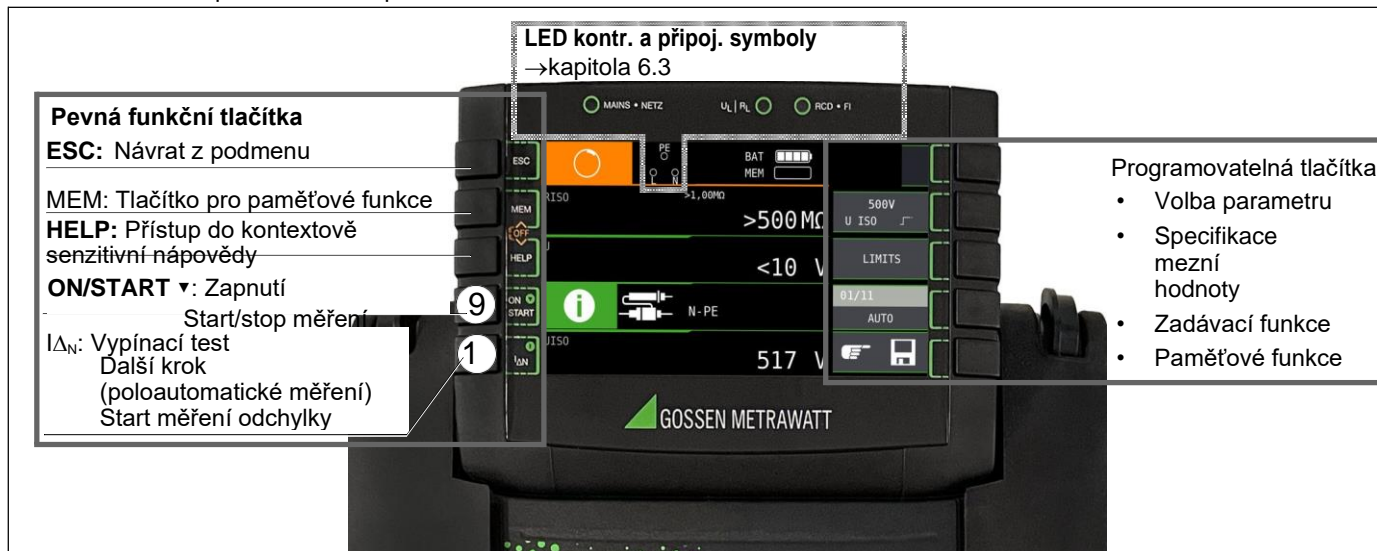 LED kontr. a připoj. symboly
→kapitola 6.3
Pevná funkční tlačítka
ESC: Návrat z podmenu
MEM: Tlačítko pro paměťové funkce
HELP: Přístup do kontextově
senzitivní nápovědy
ON/START ▼: Zapnutí
Start/stop měření
I∆N: Vypínací test
Další krok
(poloautomatické měření)
Start měření odchylky
9
1
MAINS • NETZ
UL | RL
RCD • FI
ESC
MEM
OFF
HELP
ON
START
I∆N
PE
L N
BAT
MEM
RISO >1,00MΩ
>500 MΩ
U
<10 V
i
N-PE
UISO
517 V
500V
U ISO
LIMITS
01/11
AUTO
GOSSEN METRAWATT
Programovatelná tlačítka
• Volba parametru
• Specifikace
mezní
hodnoty
• Zadávací funkce
• Paměťové funkce